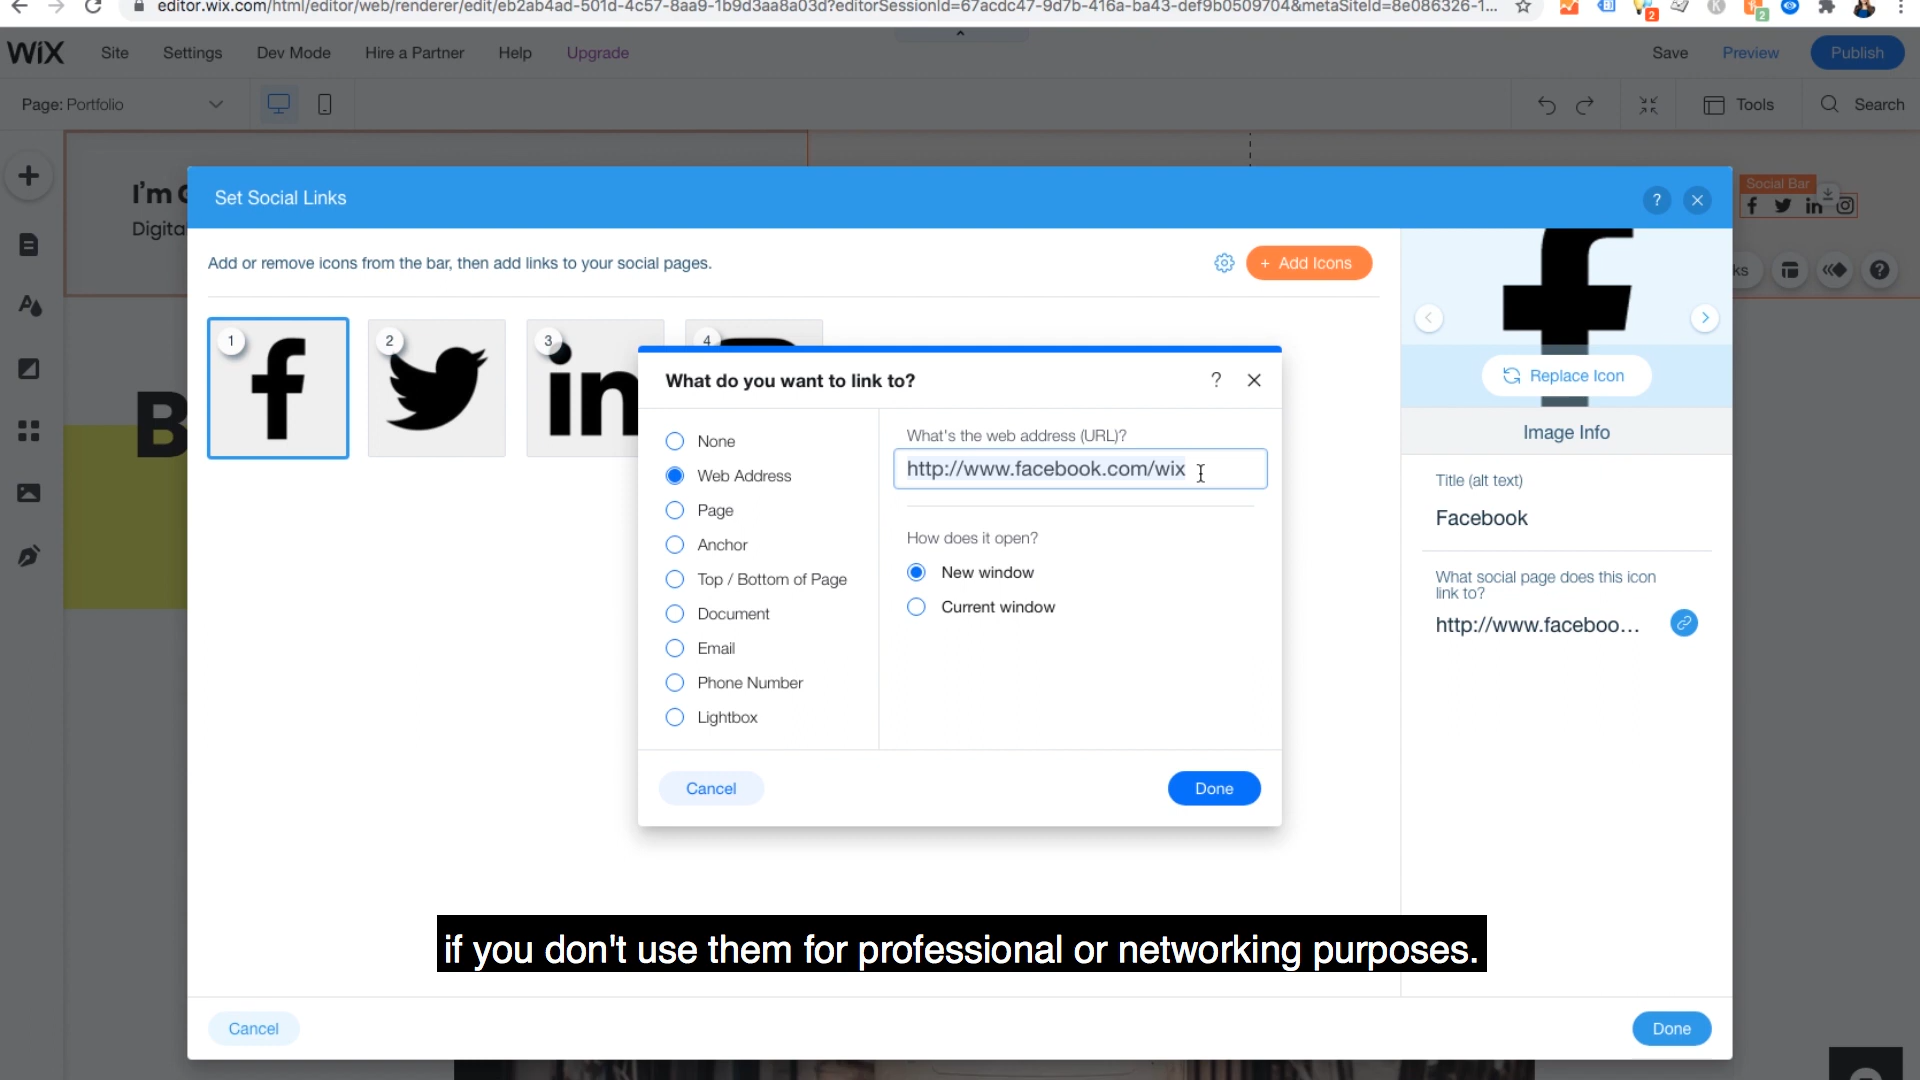 editor.wix.com/html/editor/web/renderer/edit/eb2ab4ad-501d-4c57-8aa9-1b9d3aa8a03d?editorSessionId=67acdc47-9d7b-416a-ba43-def9b0509704&metaSiteId=8e086326-1...
2
2
WiX Site Settings Dev Mode Hire a Partner Help Upgrade Save Preview Publish
Page: Portfolio Tools Search
I'm
Digita
Social Bar
Set Social Links
?
Add or remove icons from the bar, then add links to your social pages.
+ Add Icons
1
2
3
4
Replace Icon
Image Info
Title (alt text)
Facebook
What social page does this icon
link to?
http://www.faceboo...
What do you want to link to?
?
None
Web Address
Page
Anchor
Top / Bottom of Page
Document
Email
Phone Number
Lightbox
What's the web address (URL)?
http://www.facebook.com/wix
How does it open?
New window
Current window
Cancel
Done
if you don't use them for professional or networking purposes.
Cancel
Done